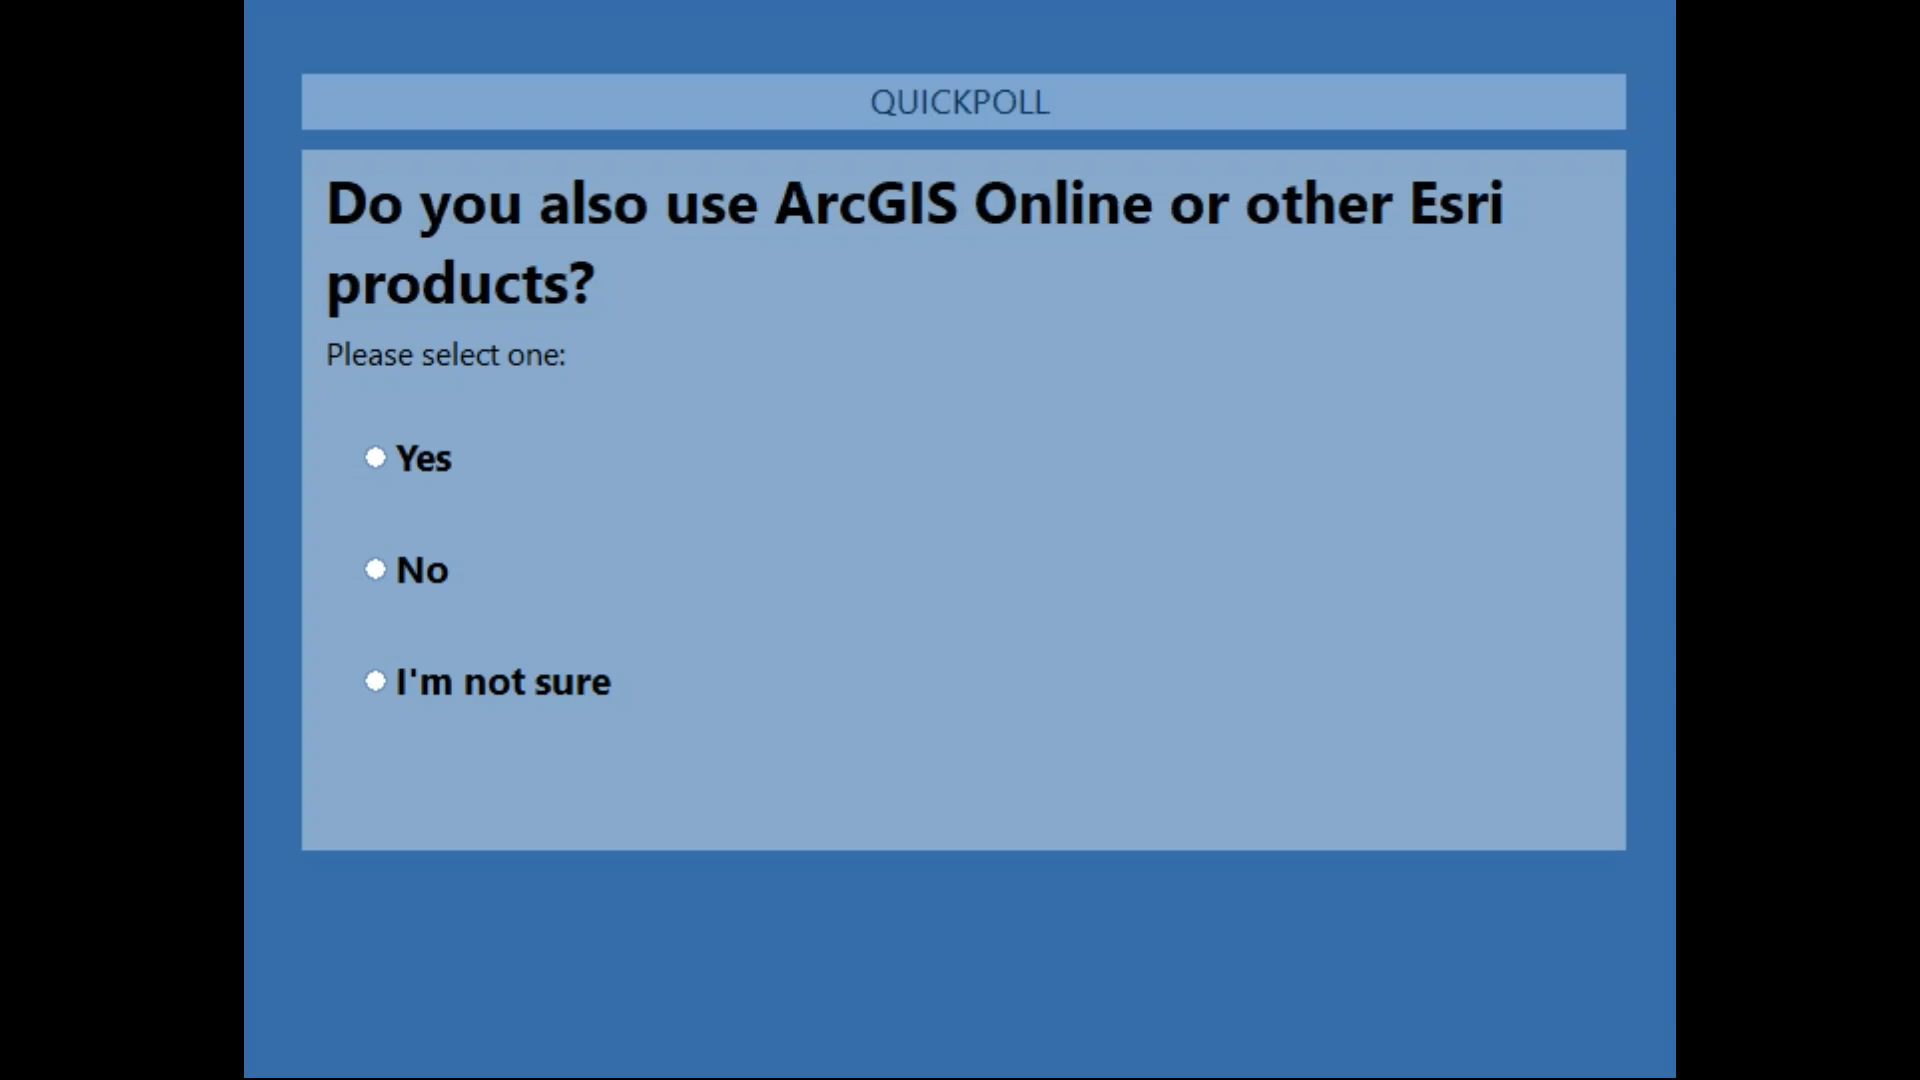 QUICKPOLL
Do you also use ArcGIS Online or other Esri
products?
Please select one:
Yes
No
I'm not sure